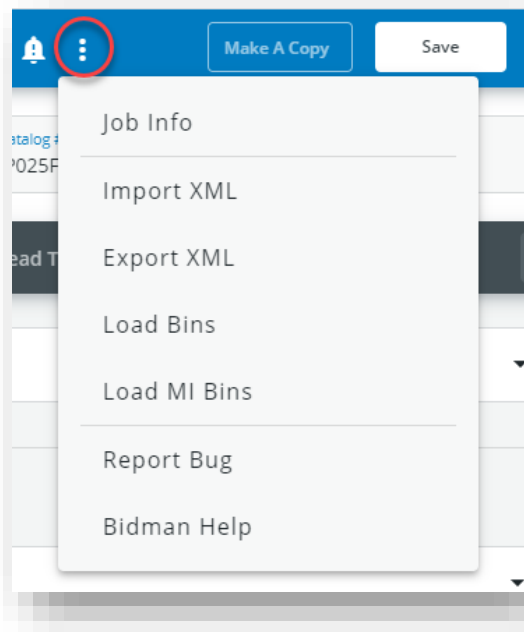 Make A Copy
Save
Job Info
Import XML
Export XML
Load Bins
Load MI Bins
Report Bug
Bidman Help